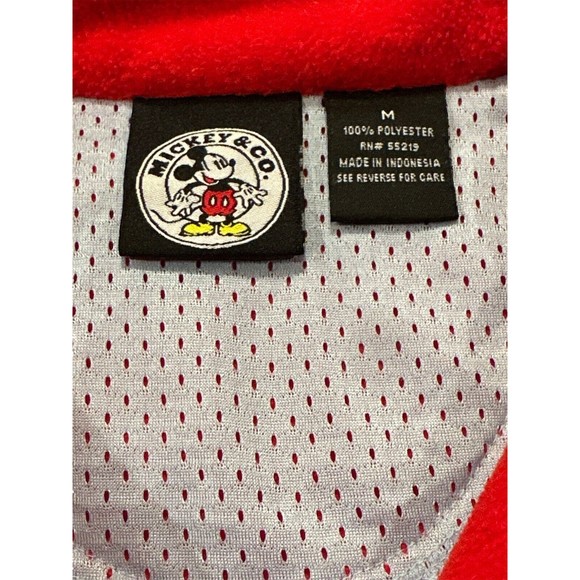 MICKEY & CO.
M
100% POLYESTER
RN# 55219
MADE IN INDONESIA
SEE REVERSE FOR CARE